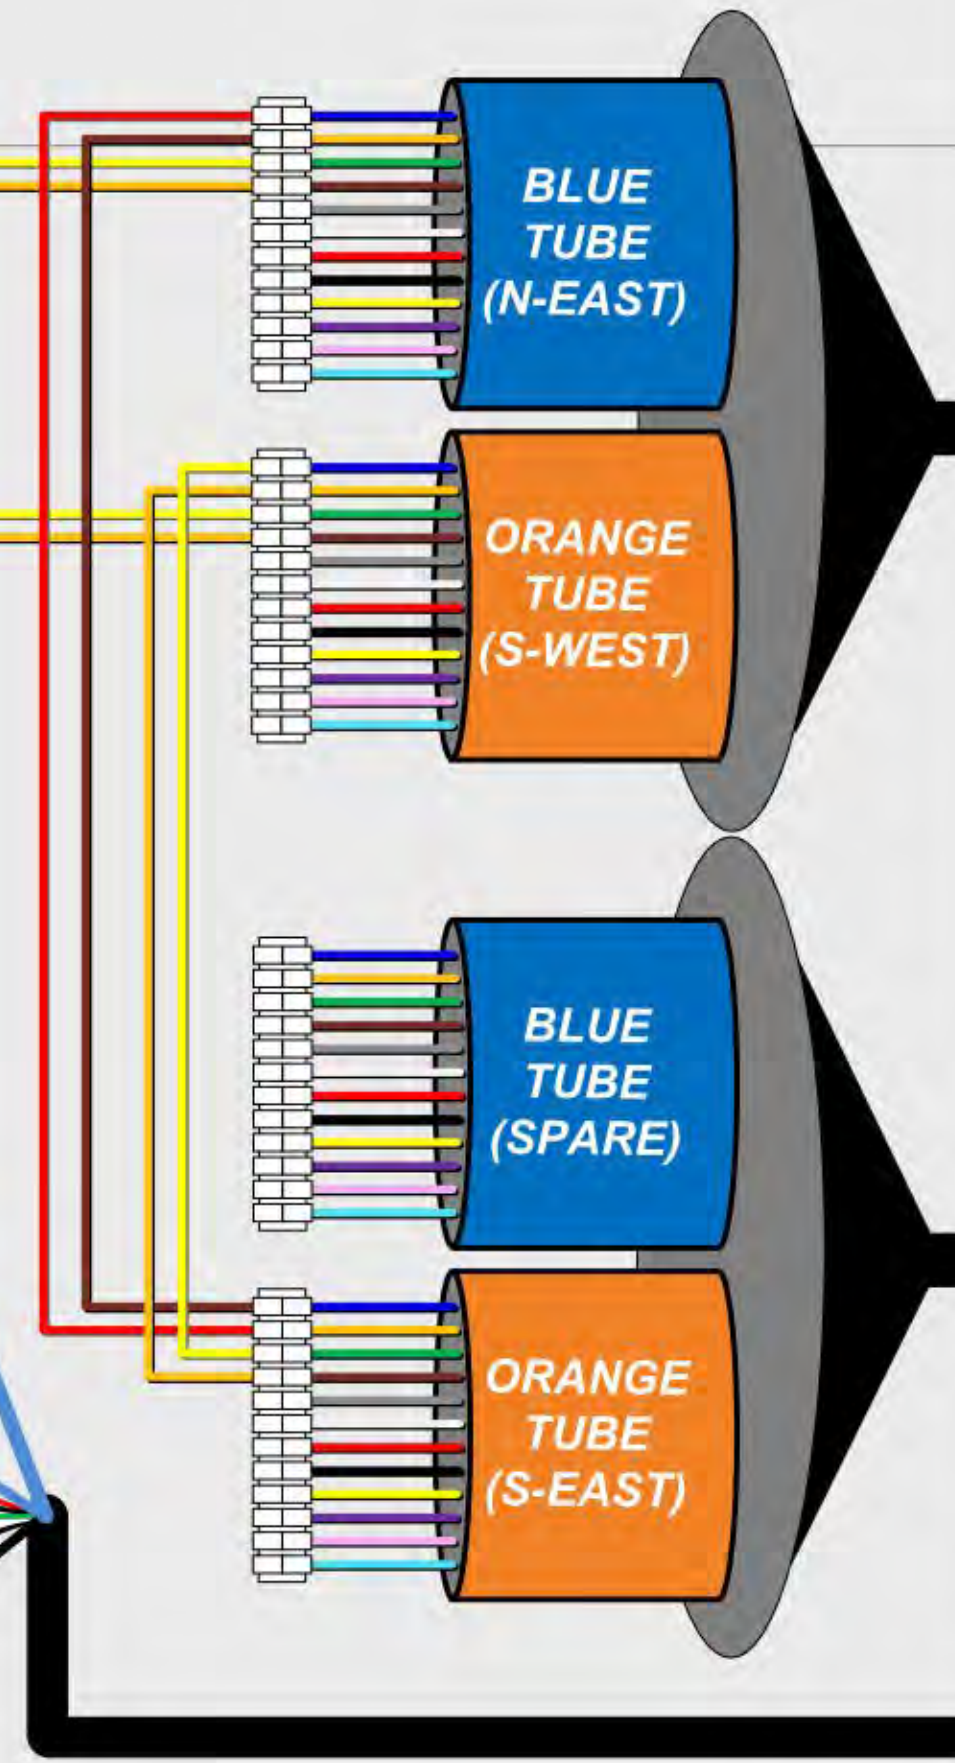 BLUE
TUBE
(N-EAST)
ORANGE
TUBE
(S-WEST)
BLUE
TUBE
(SPARE)
ORANGE
TUBE
(S-EAST)